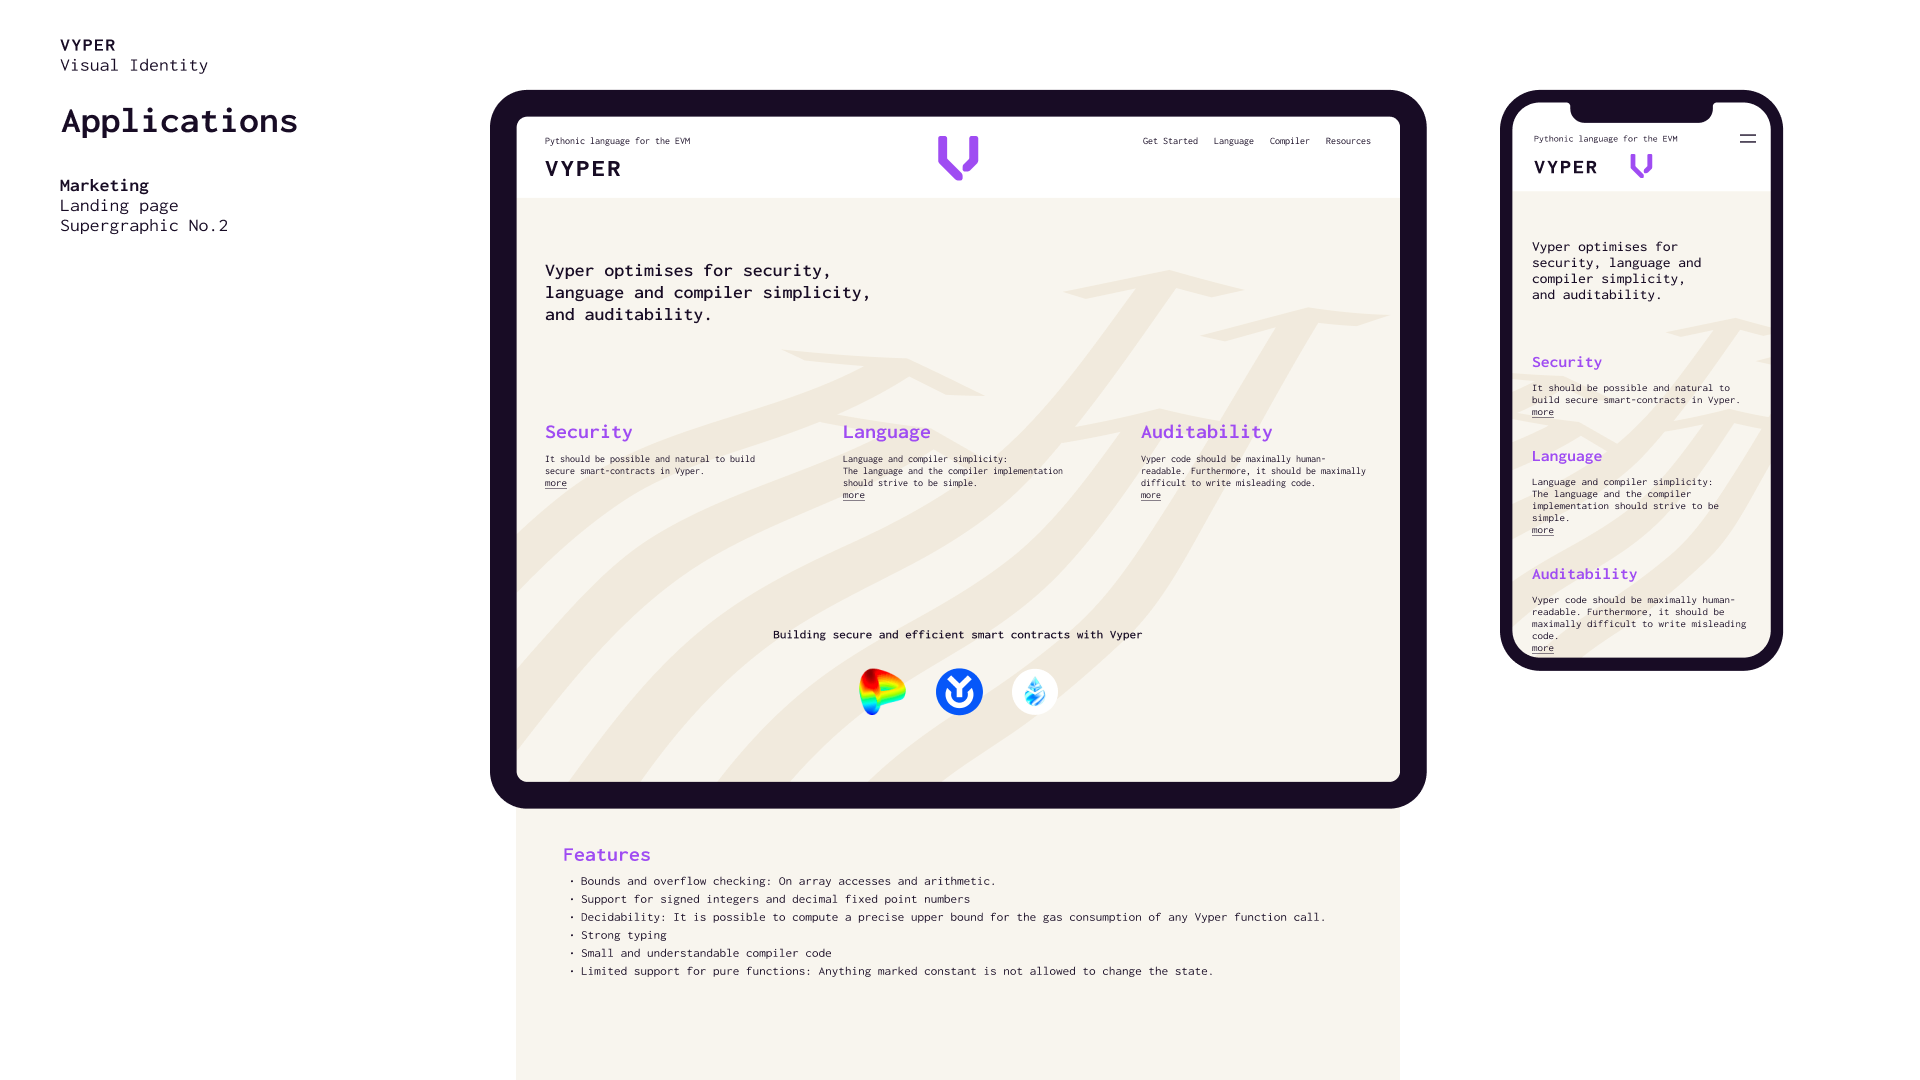 VYPER
Visual Identity
Applications
Marketing
Landing page
Supergraphic No.2
Pythonic language for the EVM
VYPER
Get Started Language Compiler Resources
Vyper optimises for security,
language and compiler simplicity,
and auditability.
Security
It should be possible and natural to build
secure smart-contracts in Vyper.
more
Language
Language and compiler simplicity:
The language and the compiler implementation
should strive to be simple.
more
Auditability
Vyper code should be maximally human-
readable. Furthermore, it should be maximally
difficult to write misleading code.
more
Building secure and efficient smart contracts with Vyper
Features
· Bounds and overflow checking: On array accesses and arithmetic.
· Support for signed integers and decimal fixed point numbers
· Decidability: It is possible to compute a precise upper bound for the gas consumption of any Vyper function call.
· Strong typing
· Small and understandable compiler code
· Limited support for pure functions: Anything marked constant is not allowed to change the state.
Pythonic language for the EVM
VYPER
Vyper optimises for
security, language and
compiler simplicity,
and auditability.
Security
It should be possible and natural to
build secure smart-contracts in Vyper.
more
Language
Language and compiler simplicity:
The language and the compiler
implementation should strive to be
simple.
more
Auditability
Vyper code should be maximally human-
readable. Furthermore, it should be
maximally difficult to write misleading
code.
more